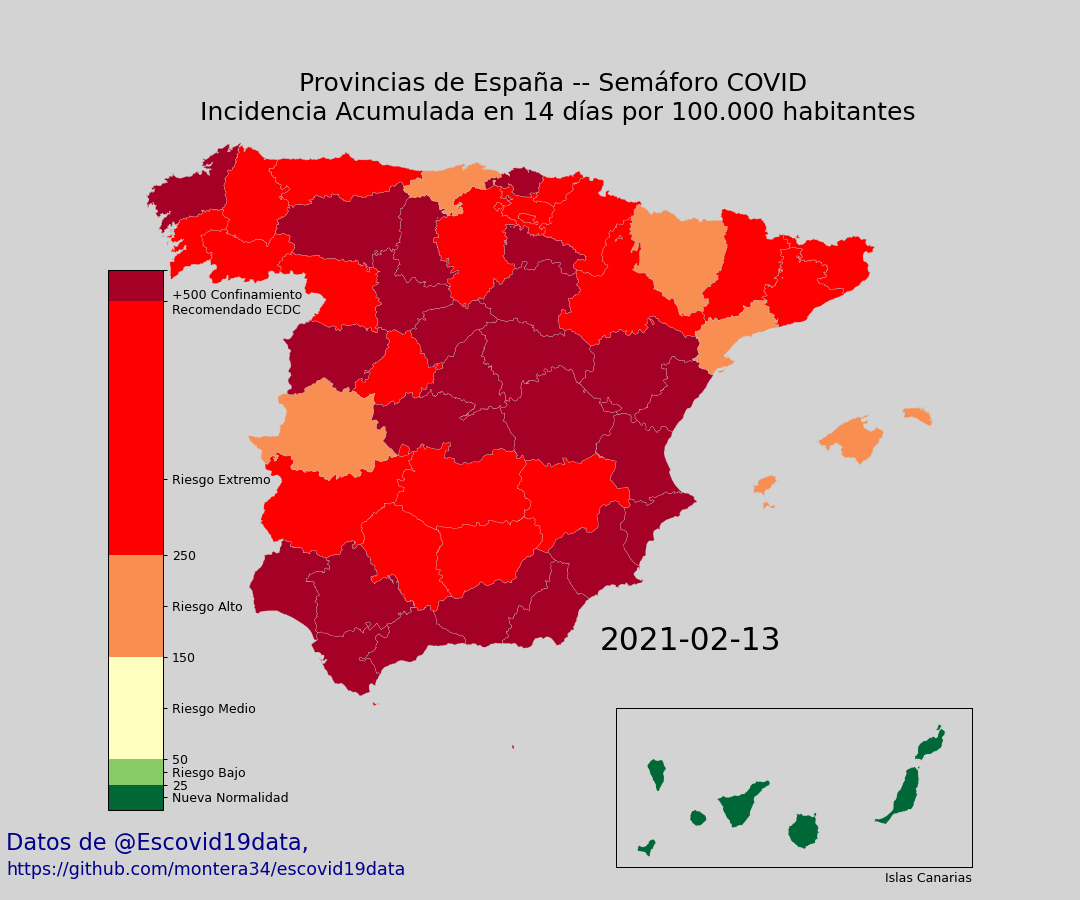 Provincias de España -- Semáforo COVID
Incidencia Acumulada en 14 días por 100.000 habitantes
+500 Confinamiento
Recomendado ECDC
Riesgo Extremo
250
Riesgo Alto
150
Riesgo Medio
50
Riesgo Bajo
25
Nueva Normalidad
2021-02-13
Islas Canarias
Datos de @Escovid19data,
https://github.com/montera34/escovid19data